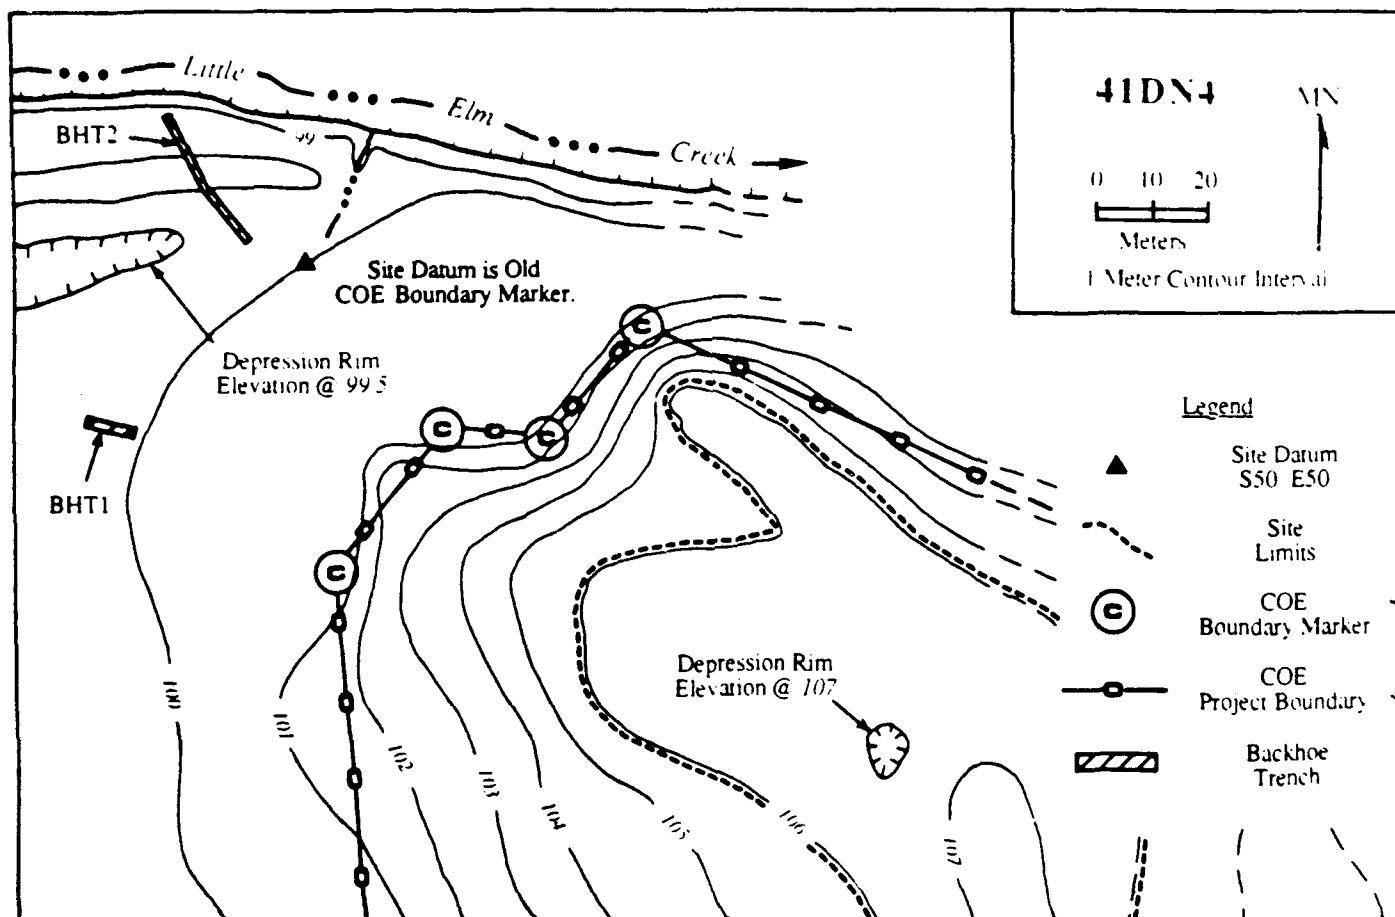 Little
Elm
Creek
BHT2
99
41DN4
MN
0 10 20
Meters
1 Meter Contour Interval
Site Datum is Old
COE Boundary Marker.
Depression Rim
Elevation @ 99.5
BHT1
Legend
Site Datum
S50 E50
Site
Limits
COE
Boundary Marker
COE
Project Boundary
Backhoe
Trench
Depression Rim
Elevation @ 107
100
101
102
103
104
105
106
107
C
C
C
C
C